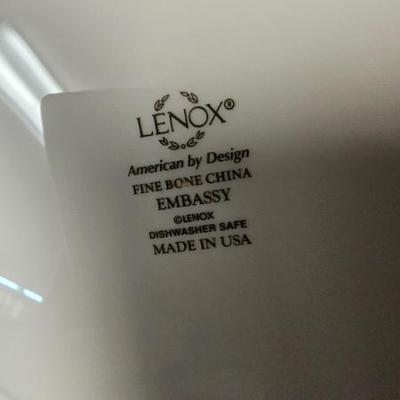 LENOX®
American by Design
FINE BONE CHINA
EMBASSY
©LENOX
DISHWASHER SAFE
MADE IN USA